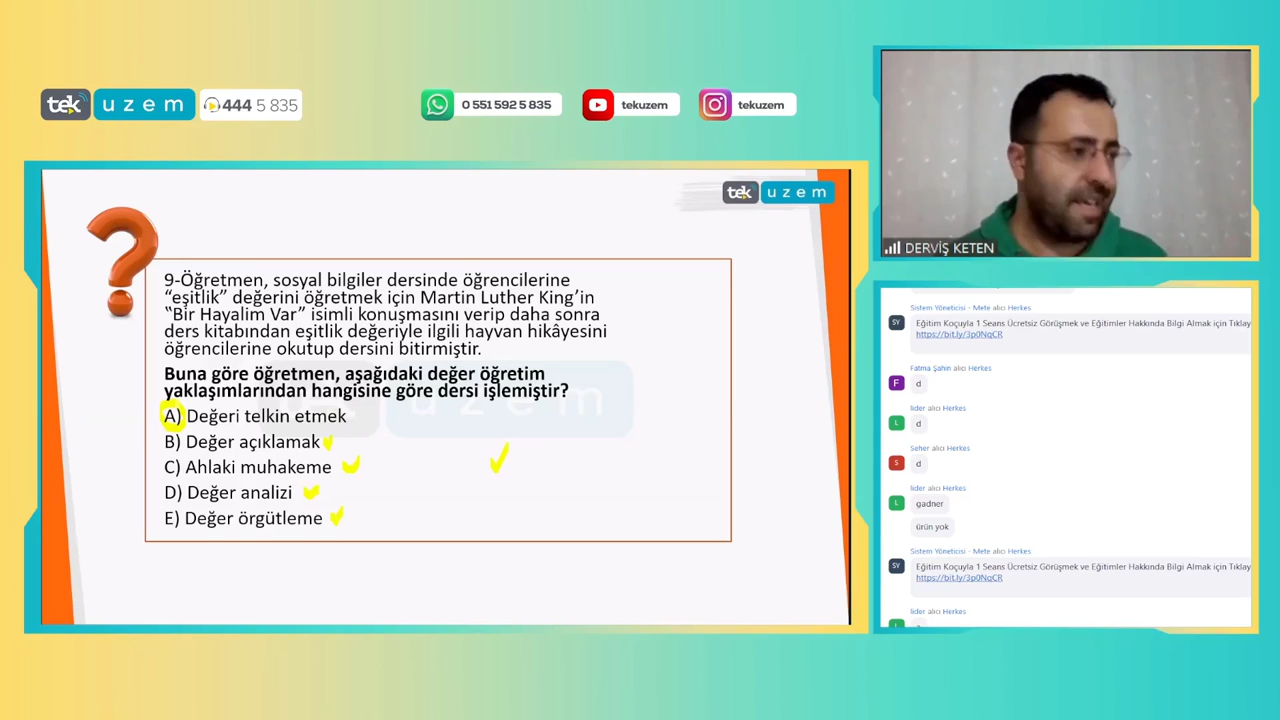 tek uzem 444 5 835
0 551 592 5 835
tekuzem
tekuzem
tek uzem
9-Öğretmen, sosyal bilgiler dersinde öğrencilerine
“eşitlik” değerini öğretmek için Martin Luther King’in
“Bir Hayalim Var” isimli konuşmasını verip daha sonra
ders kitabından eşitlik değeriyle ilgili hayvan hikâyesini
öğrencilerine okutup dersini bitirmiştir.
Buna göre öğretmen, aşağıdaki değer öğretim
yaklaşımlarından hangisine göre dersi işlemiştir?
A) Değeri telkin etmek
B) Değer açıklamak
C) Ahlaki muhakeme
D) Değer analizi
E) Değer örgütleme
uzem
DERVİŞ KETEN
Sistem Yöneticisi - Mete alıcı Herkes
SY
Eğitim Koçuyla 1 Seans Ücretsiz Görüşmek ve Eğitimler Hakkında Bilgi Almak için Tıklay
https://bit.ly/3p0NqCR
Fatma Şahin alıcı Herkes
F
d
lider alıcı Herkes
L
d
Seher alıcı Herkes
S
d
lider alıcı Herkes
L
gadner
ürün yok
Sistem Yöneticisi - Mete alıcı Herkes
SY
Eğitim Koçuyla 1 Seans Ücretsiz Görüşmek ve Eğitimler Hakkında Bilgi Almak için Tıklay
https://bit.ly/3p0NqCR
lider alıcı Herkes